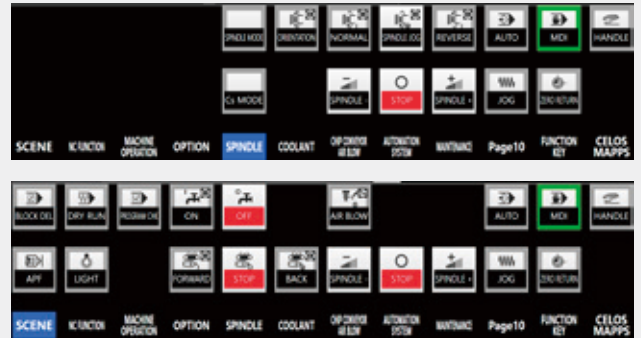 SPINDLE MODE ORIENTATION NORMAL SPINDLE JOG REVERSE AUTO MDI HANDLE
Cs MODE SPINDLE - STOP SPINDLE + JOG ZERO RETURN
SCENE NC FUNCTION MACHINE OPERATION OPTION SPINDLE COOLANT CHIP CONVEYOR AIR BLOW AUTOMATION SYSTEM MAINTENANCE Page10 FUNCTION KEY CELOS MAPPS
BLOCK DEL DRY RUN PROGRAM CHK ON OFF AIR BLOW AUTO MDI HANDLE
APF LIGHT FORWARD STOP BACK SPINDLE - STOP SPINDLE + JOG ZERO RETURN
SCENE NC FUNCTION MACHINE OPERATION OPTION SPINDLE COOLANT CHIP CONVEYOR AIR BLOW AUTOMATION SYSTEM MAINTENANCE Page10 FUNCTION KEY CELOS MAPPS